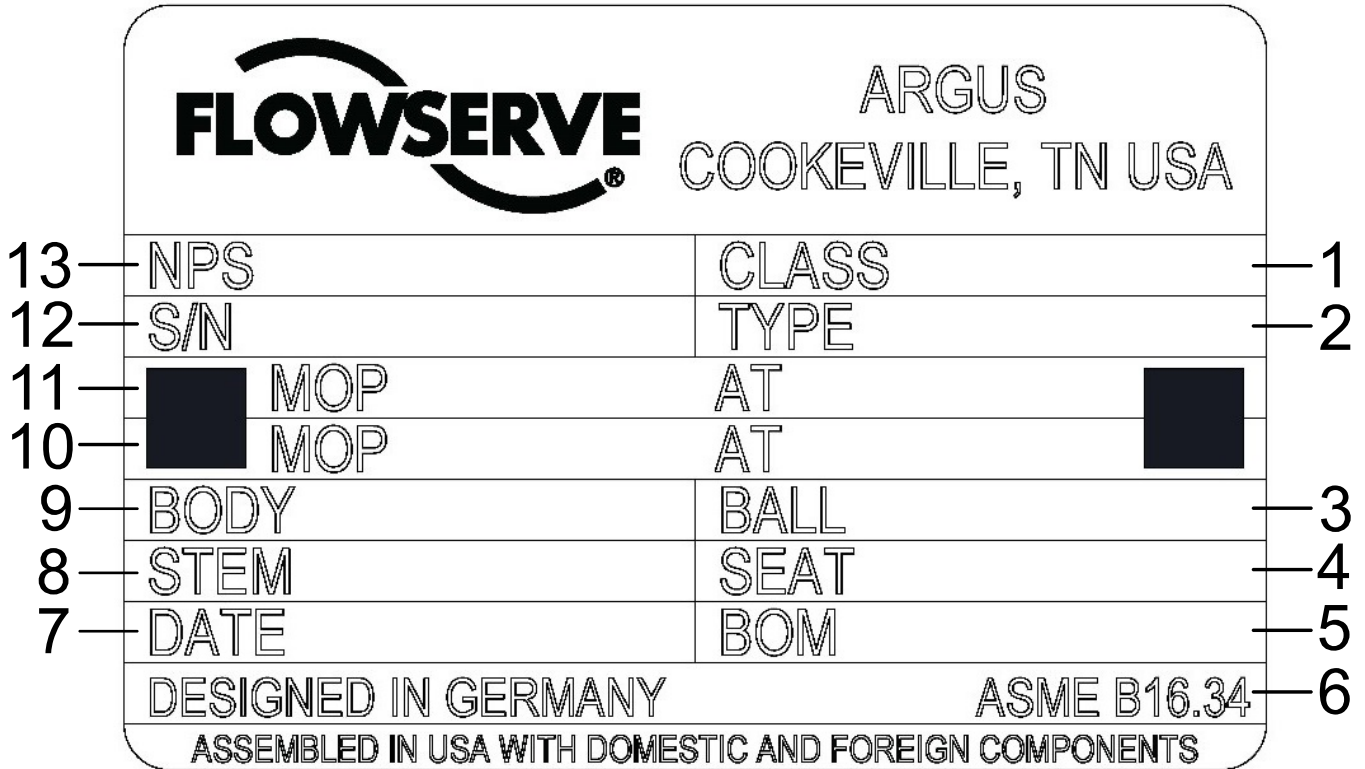 FLOWSERVE®
ARGUS
COOKEVILLE, TN USA
13 NPS CLASS 1
12 S/N TYPE 2
11 MOP AT
10 MOP AT
9 BODY BALL 3
8 STEM SEAT 4
7 DATE BOM 5
DESIGNED IN GERMANY ASME B16.34 6
ASSEMBLED IN USA WITH DOMESTIC AND FOREIGN COMPONENTS